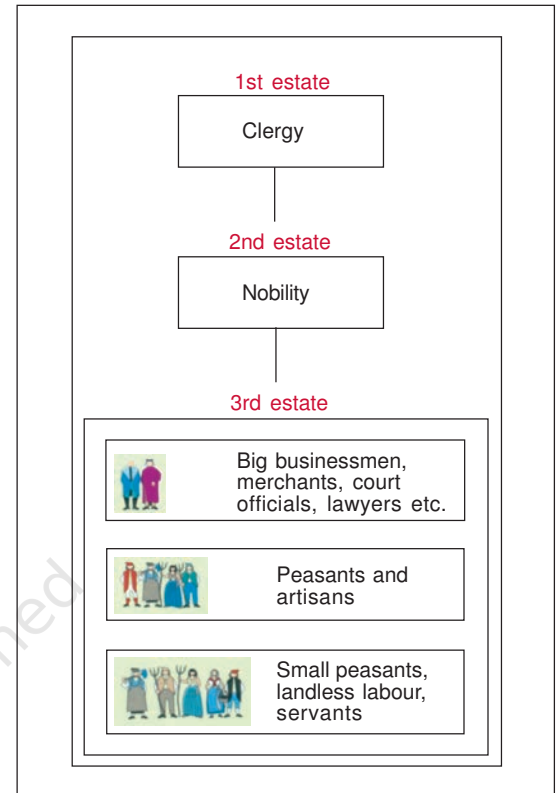 1st estate
Clergy
2nd estate
Nobility
3rd estate
Big businessmen,
merchants, court
officials, lawyers etc.
Peasants and
artisans
Small peasants,
landless labour,
servants